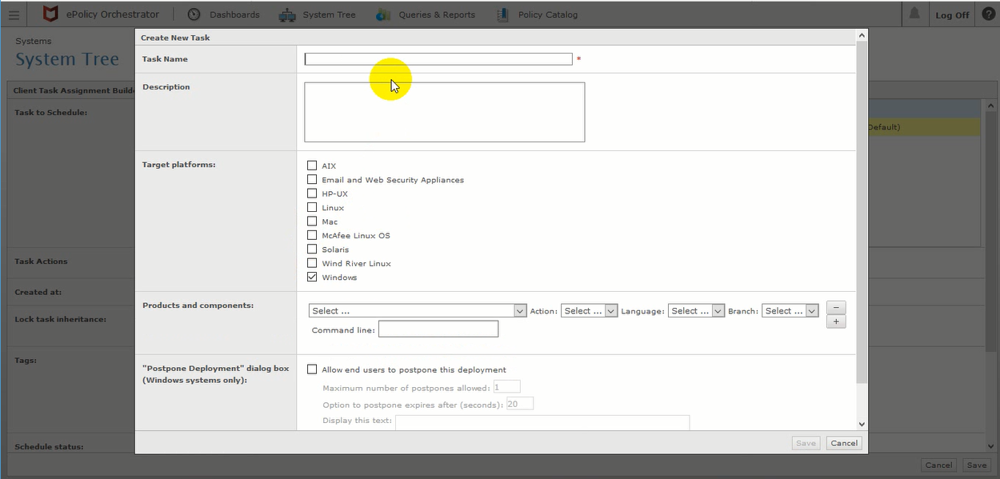 ePolicy Orchestrator
Dashboards
System Tree
Queries & Reports
Policy Catalog
Log Off
?
Systems
System Tree
Client Task Assignment Builde
Task to Schedule:
Default)
Task Actions
Created at:
Lock task inheritance:
Tags:
Schedule status:
Cancel
Save
Create New Task
Task Name
*
Description
Target platforms:
AIX
Email and Web Security Appliances
HP-UX
Linux
Mac
McAfee Linux OS
Solaris
Wind River Linux
Windows
Products and components:
Select ... Action: Select ... Language: Select ... Branch: Select ...
Command line:
"Postpone Deployment" dialog box
(Windows systems only):
Allow end users to postpone this deployment
Maximum number of postpones allowed: 1
Option to postpone expires after (seconds): 20
Display this text:
Save
Cancel